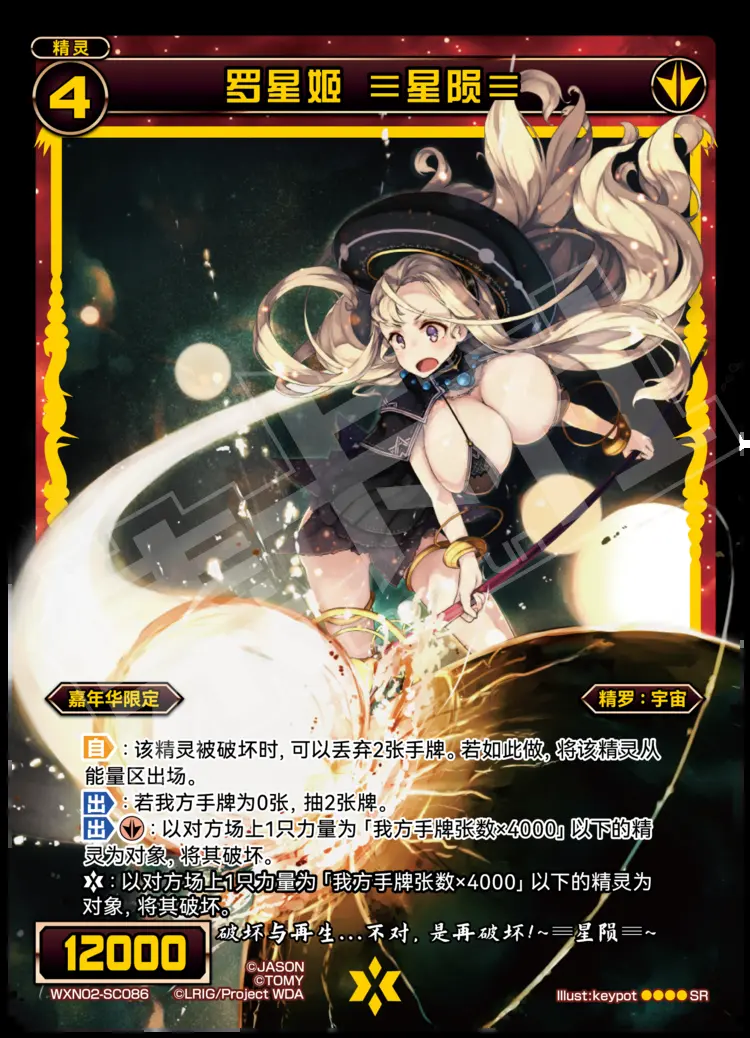 精灵
4
罗星姬 ≡星陨≡
嘉年华限定
精罗：宇宙
自：该精灵被破坏时, 可以丢弃2张手牌。若如此做, 将该精灵从
能量区出场。
出：若我方手牌为0张, 抽2张牌。
出：以对方场上1只力量为「我方手牌张数×4000」以下的精
灵为对象, 将其破坏。
：以对方场上1只力量为「我方手牌张数×4000」以下的精灵为
对象, 将其破坏。
破坏与再生...不对, 是再破坏!~≡星陨≡~
12000
©JASON
©TOMY
WXN02-SC086 ©LRIG/Project WDA
Illust:keypot ●●●●SR